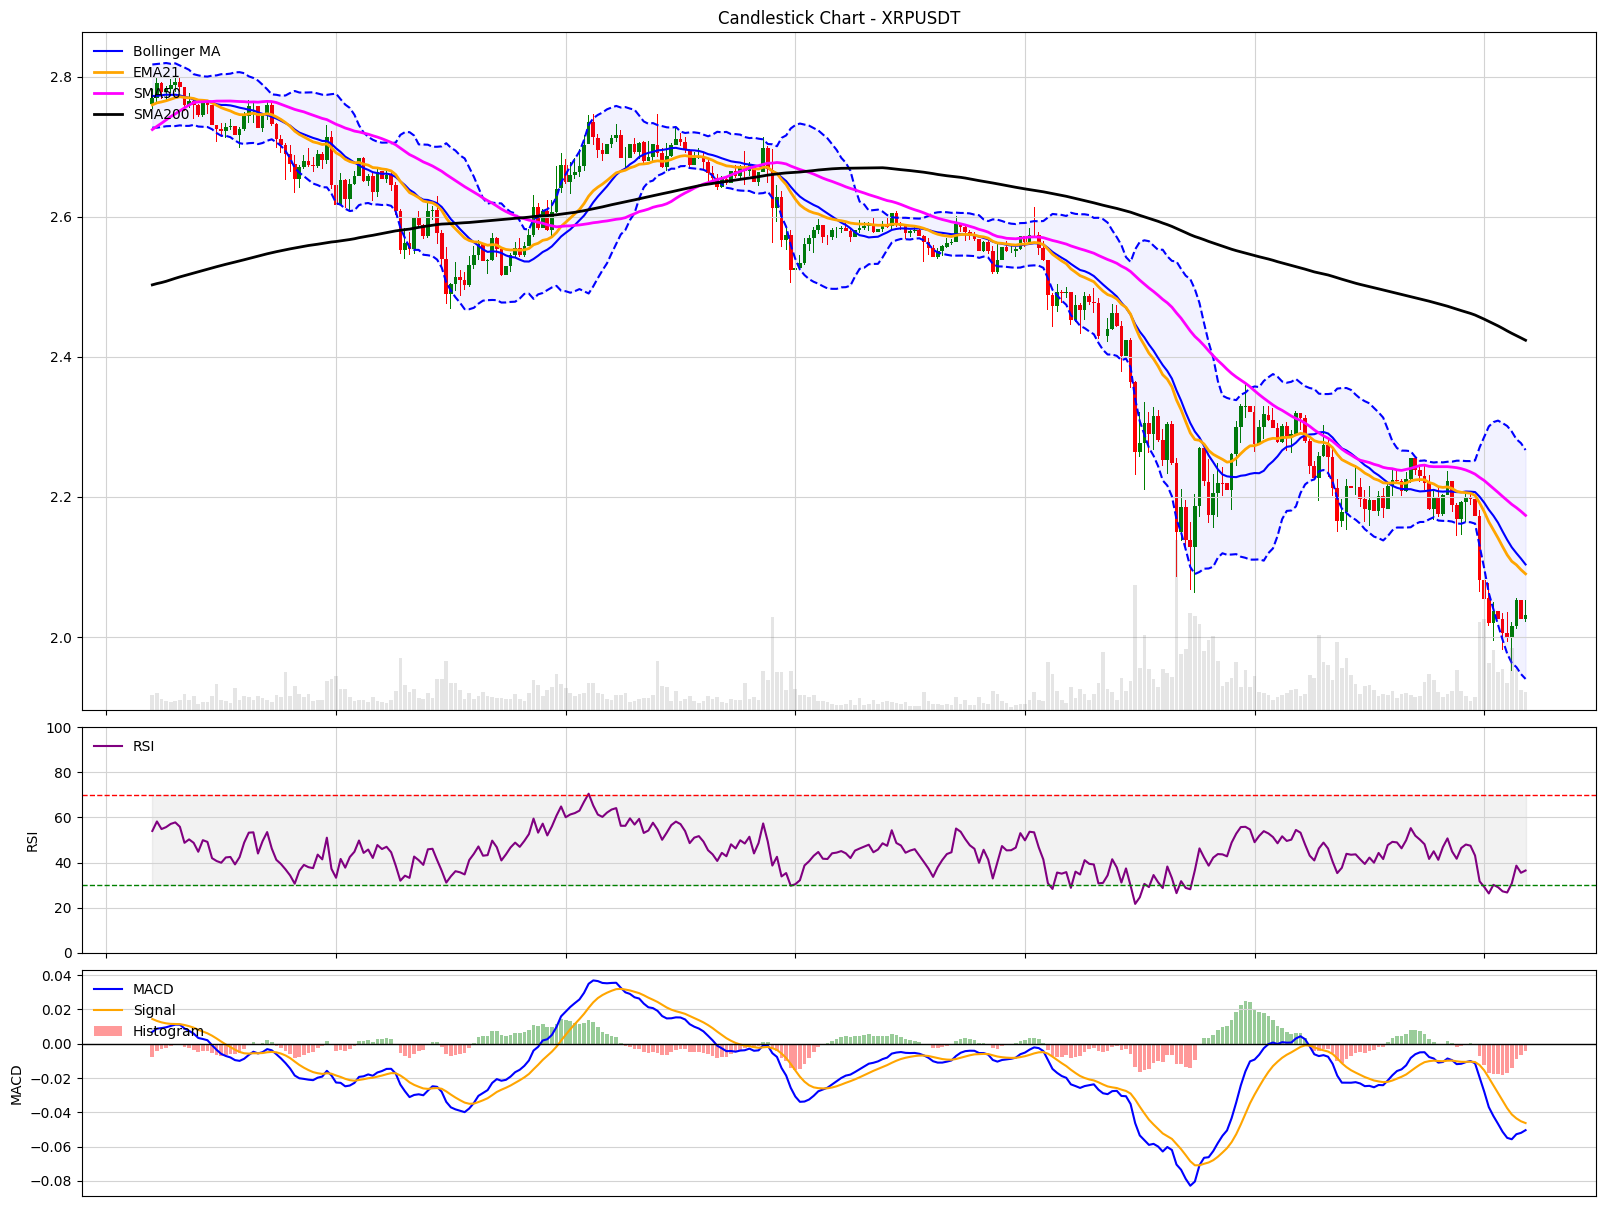 Candlestick Chart - XRPUSDT
Bollinger MA
EMA21
SMA50
SMA200
2.8
2.6
2.4
2.2
2.0
RSI
100
80
60
40
20
0
RSI
MACD
Signal
Histogram
0.04
0.02
0.00
−0.02
−0.04
−0.06
−0.08
MACD